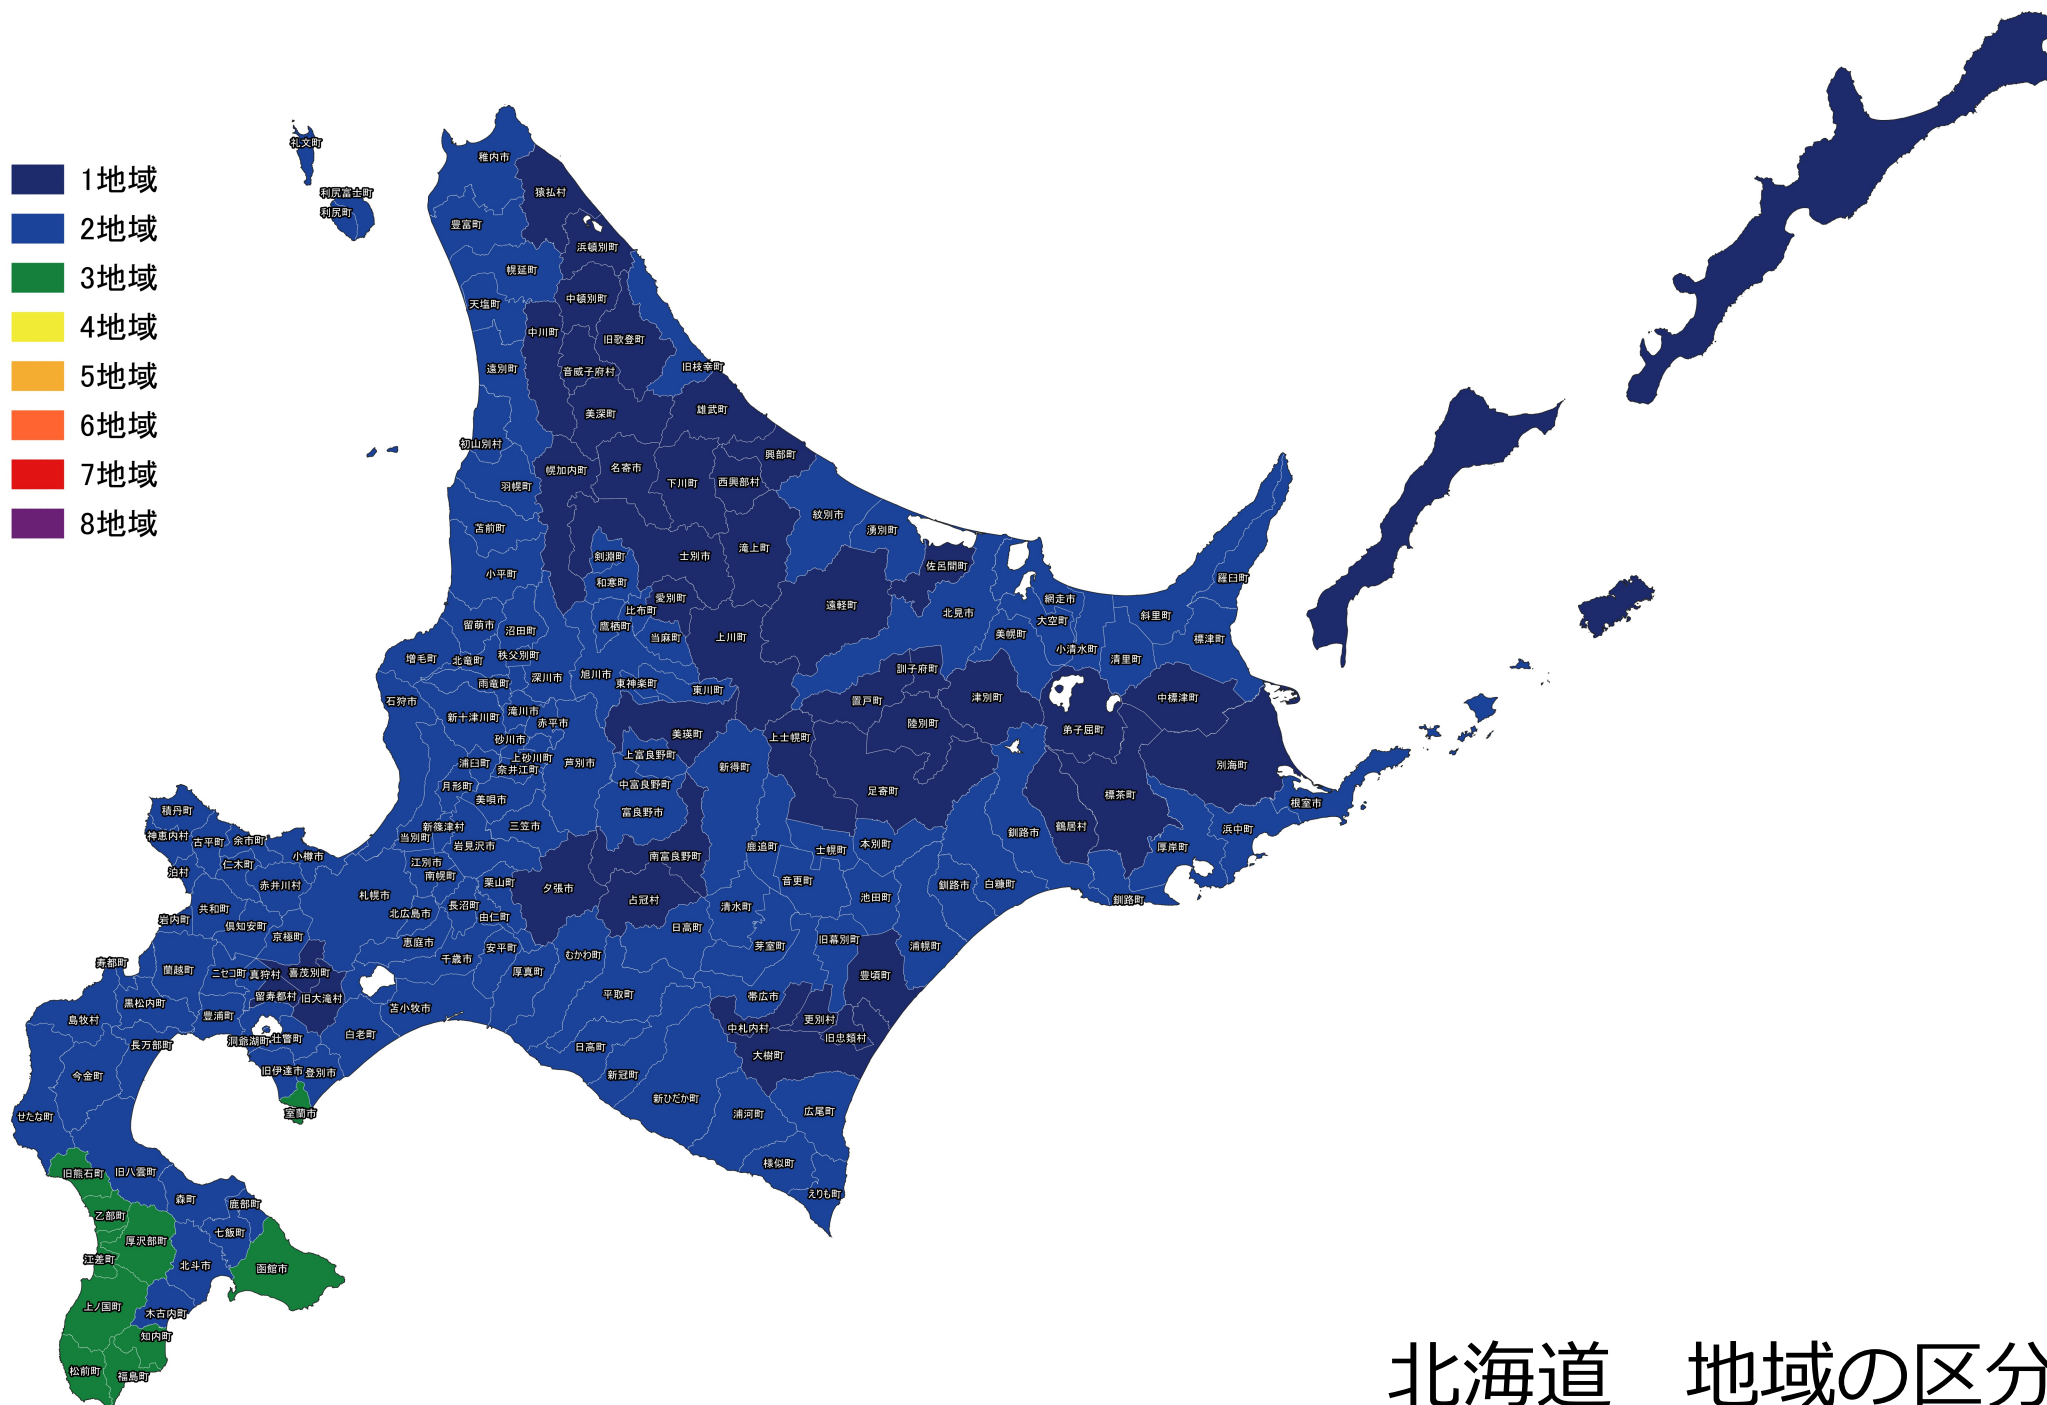 1地域
2地域
3地域
4地域
5地域
6地域
7地域
8地域
礼文町
利尻富士町
利尻町
稚内市
猿払村
豊富町
浜頓別町
幌延町
中頓別町
天塩町
中川町
旧歌登町
遠別町
音威子府村
旧枝幸町
美深町
雄武町
初山別村
興部町
幌加内町
名寄市
下川町
西興部村
羽幌町
紋別市
苫前町
湧別町
剣淵町
士別市
滝上町
佐呂間町
小平町
和寒町
羅臼町
愛別町
比布町
遠軽町
網走市
北見市
斜里町
大空町
留萌市
沼田町
鷹栖町
当麻町
上川町
美幌町
標津町
小清水町
増毛町
北竜町
秩父別町
清里町
訓子府町
雨竜町
深川市
旭川市
東神楽町
東川町
石狩市
置戸町
津別町
中標津町
新十津川町
滝川市
赤平市
陸別町
弟子屈町
砂川市
美瑛町
上士幌町
浦臼町
上砂川町
奈井江町
芦別市
上富良野町
新得町
別海町
月形町
中富良野町
足寄町
標茶町
美唄市
富良野市
根室市
積丹町
新篠津村
三笠市
鶴居村
浜中町
神恵内村
古平町
余市町
当別町
岩見沢市
釧路市
小樽市
南富良野町
鹿追町
士幌町
本別町
厚岸町
泊村
仁木町
江別市
赤井川村
南幌町
栗山町
夕張市
音更町
釧路市
白糠町
札幌市
占冠村
池田町
釧路町
共和町
北広島市
長沼町
由仁町
清水町
岩内町
倶知安町
京極町
恵庭市
安平町
日高町
芽室町
旧幕別町
浦幌町
寿都町
蘭越町
ニセコ町
真狩村
喜茂別町
千歳市
厚真町
むかわ町
豊頃町
黒松内町
留寿都村
旧大滝村
苫小牧市
平取町
帯広市
島牧村
豊浦町
白老町
中札内村
更別村
長万部町
洞爺湖町
壮瞥町
日高町
大樹町
旧忠類村
今金町
旧伊達市
登別市
新冠町
せたな町
室蘭市
新ひだか町
浦河町
広尾町
旧熊石町
旧八雲町
様似町
森町
鹿部町
えりも町
乙部町
七飯町
厚沢部町
江差町
北斗市
函館市
上ノ国町
木古内町
知内町
松前町
福島町
北海道　地域の区分